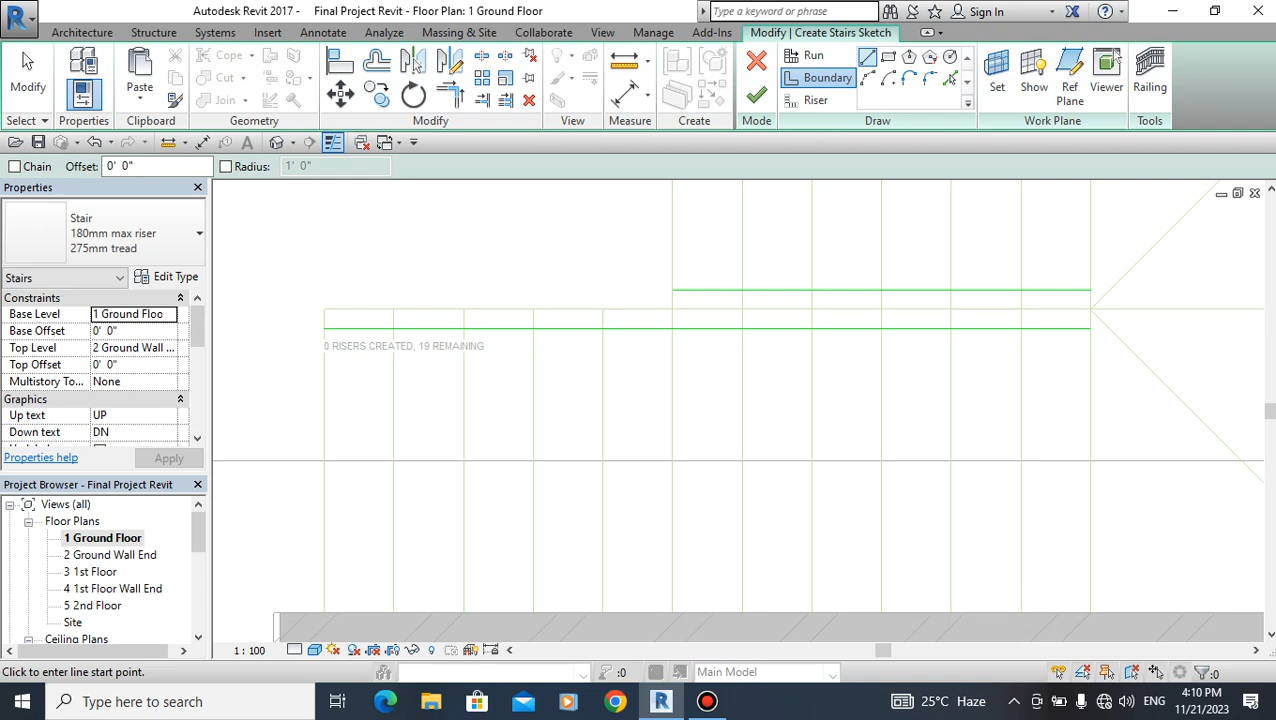 Autodesk Revit 2017 - Final Project Revit - Floor Plan: 1 Ground Floor
Type a keyword or phrase
Sign In
Architecture Structure Systems Insert Annotate Analyze Massing & Site Collaborate View Manage Add-Ins Modify | Create Stairs Sketch
Modify
Properties
Paste
Cope
Cut
Join
Run
Boundary
Riser
Set
Show
Ref Plane
Viewer
Railing
Select
Properties
Clipboard
Geometry
Modify
View
Measure
Create
Mode
Draw
Work Plane
Tools
Chain Offset: 0' 0" Radius: 1' 0"
Properties
Stair
180mm max riser
275mm tread
Stairs
Edit Type
Constraints
Base Level 1 Ground Floo
Base Offset 0' 0"
Top Level 2 Ground Wall ...
Top Offset 0' 0"
Multistory To... None
Graphics
Up text UP
Down text DN
Properties help
Apply
Project Browser - Final Project Revit
Views (all)
Floor Plans
1 Ground Floor
2 Ground Wall End
3 1st Floor
4 1st Floor Wall End
5 2nd Floor
Site
Ceiling Plans
0 RISERS CREATED, 19 REMAINING
1 : 100
Click to enter line start point.
:0
Main Model
:0
Type here to search
25°C Haze
ENG
4:10 PM
11/21/2023